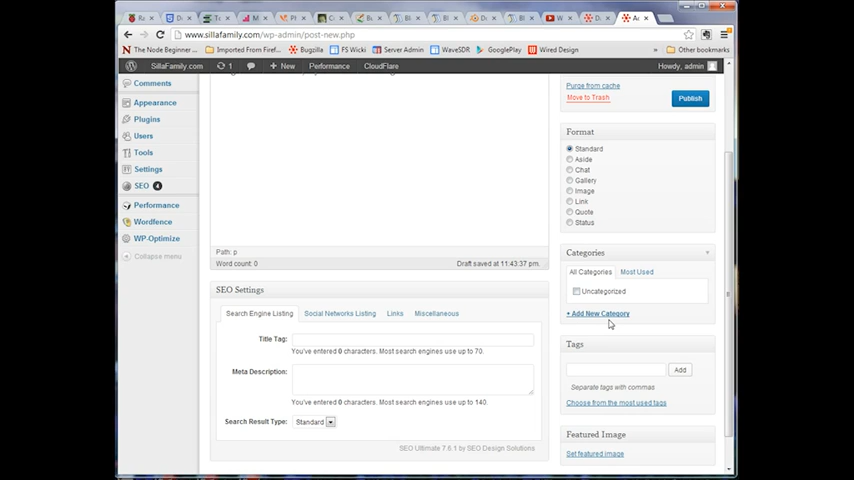 www.sillafamily.com/wp-admin/post-new.php
The Node Beginner ... Imported From Firef... Bugzilla FS Wicki Server Admin WaveSDR GooglePlay Wired Design Other bookmarks
SillaFamily.com 1 + New Performance CloudFlare Howdy, admin
Comments
Appearance
Plugins
Users
Tools
Settings
SEO 4
Performance
Wordfence
WP-Optimize
Collapse menu
Path: p
Word count: 0 Draft saved at 11:43:37 pm.
SEO Settings
Search Engine Listing Social Networks Listing Links Miscellaneous
Title Tag:
You've entered 0 characters. Most search engines use up to 70.
Meta Description:
You've entered 0 characters. Most search engines use up to 140.
Search Result Type: Standard
SEO Ultimate 7.6.1 by SEO Design Solutions
Purge from cache
Move to Trash
Publish
Format
Standard
Aside
Chat
Gallery
Image
Link
Quote
Status
Categories
All Categories Most Used
Uncategorized
+ Add New Category
Tags
Add
Separate tags with commas
Choose from the most used tags
Featured Image
Set featured image